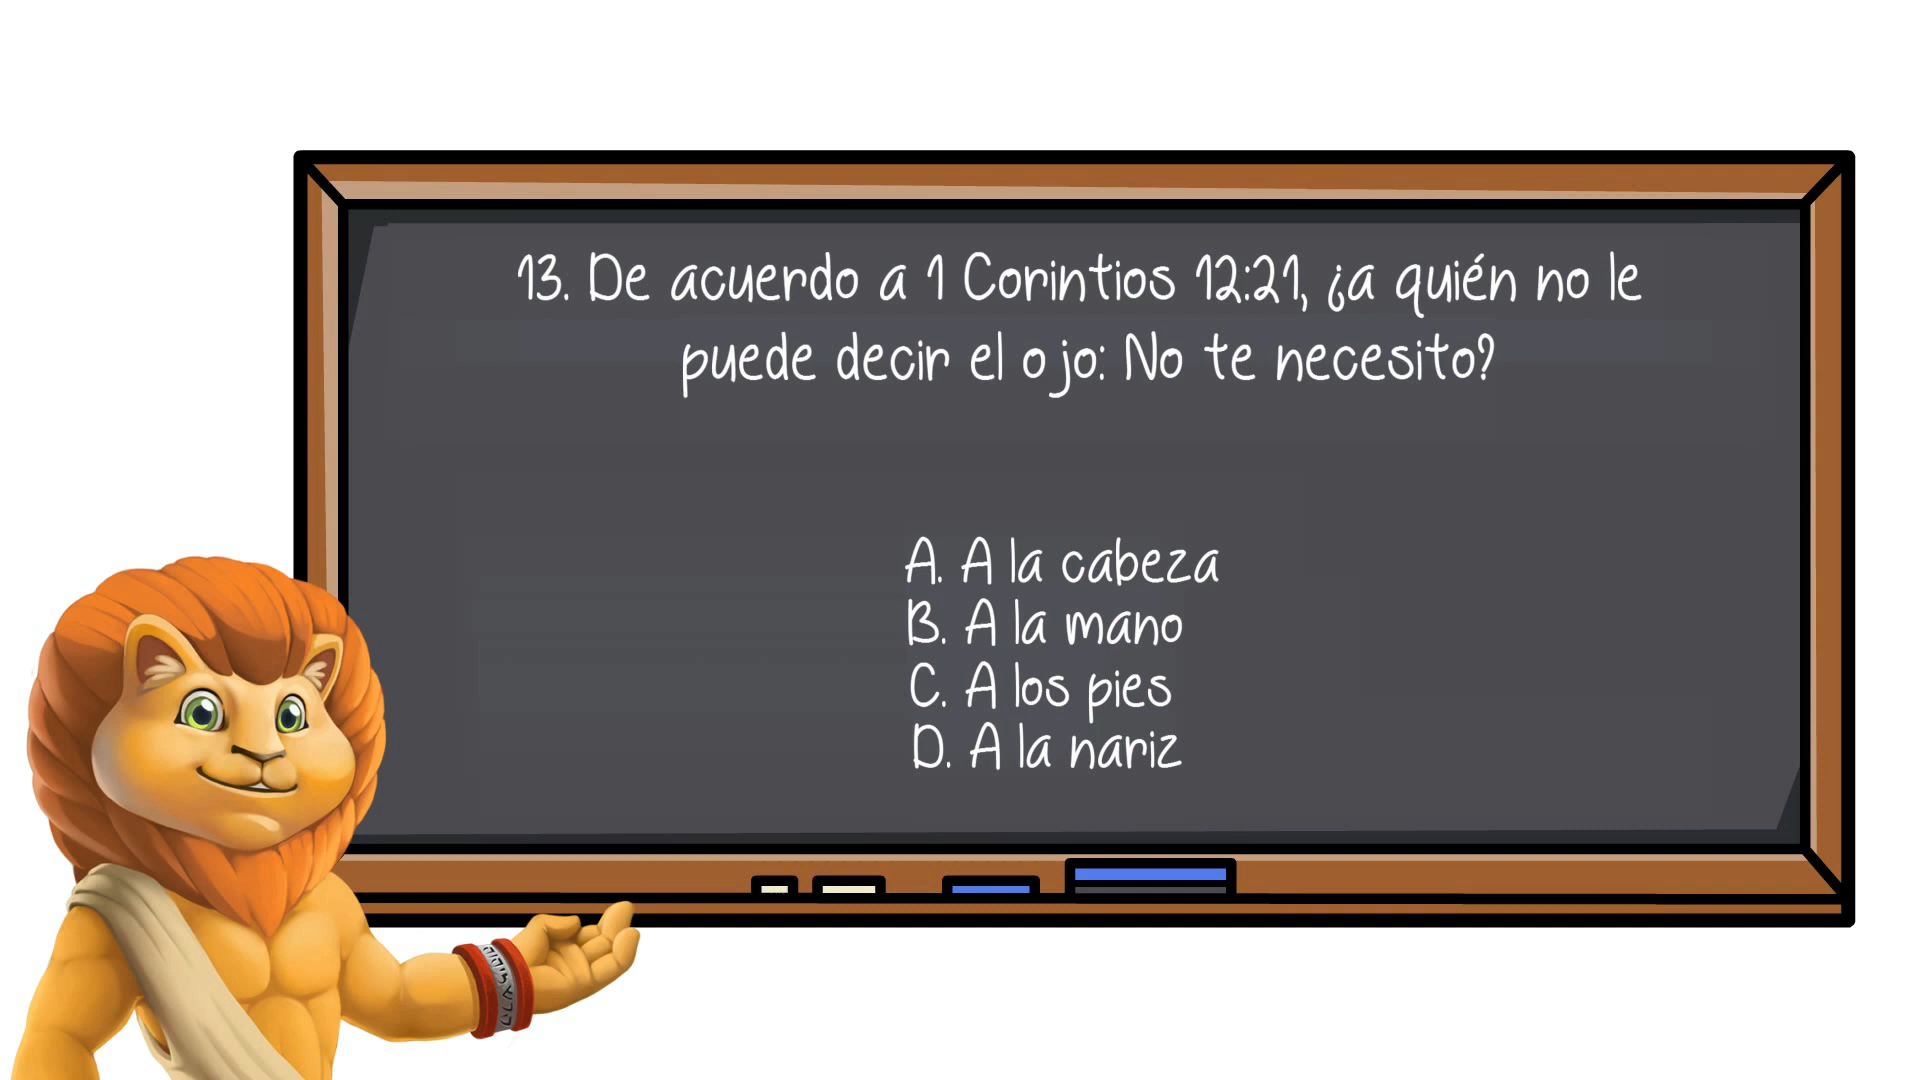 13. De acuerdo a 1 Corintios 12:21, ¿a quién no le
puede decir el ojo: No te necesito?
A. A la cabeza
B. A la mano
C. A los pies
D. A la nariz